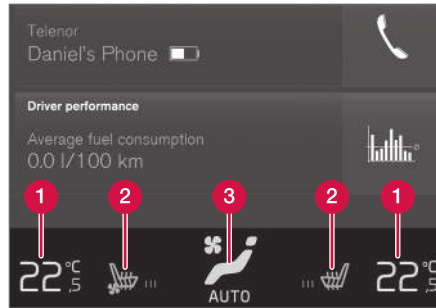 Telenor
Daniel's Phone
Driver performance
Average fuel consumption
0.0 l/100 km
1 2 3 2 1
22 °C ,5 22 °C ,5
AUTO